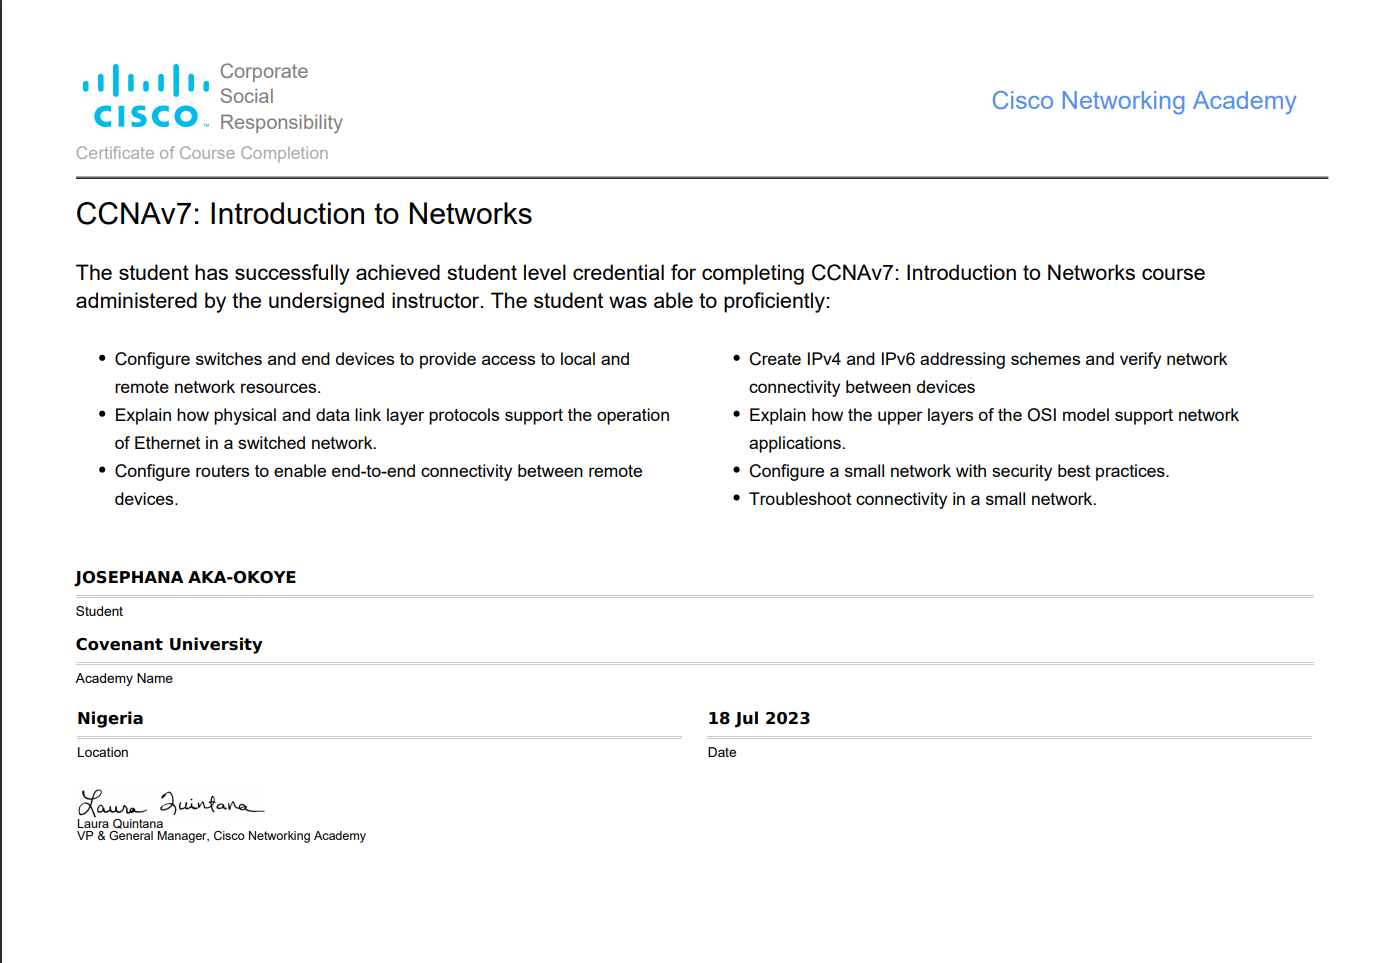 CISCO
Corporate
Social
Responsibility
Cisco Networking Academy
Certificate of Course Completion
CCNAv7: Introduction to Networks
The student has successfully achieved student level credential for completing CCNAv7: Introduction to Networks course
administered by the undersigned instructor. The student was able to proficiently:
• Configure switches and end devices to provide access to local and
remote network resources.
• Explain how physical and data link layer protocols support the operation
of Ethernet in a switched network.
• Configure routers to enable end-to-end connectivity between remote
devices.
• Create IPv4 and IPv6 addressing schemes and verify network
connectivity between devices
• Explain how the upper layers of the OSI model support network
applications.
• Configure a small network with security best practices.
• Troubleshoot connectivity in a small network.
JOSEPHANA AKA-OKOYE
Student
Covenant University
Academy Name
Nigeria
Location
18 Jul 2023
Date
Laura Quintana
Laura Quintana
VP & General Manager, Cisco Networking Academy